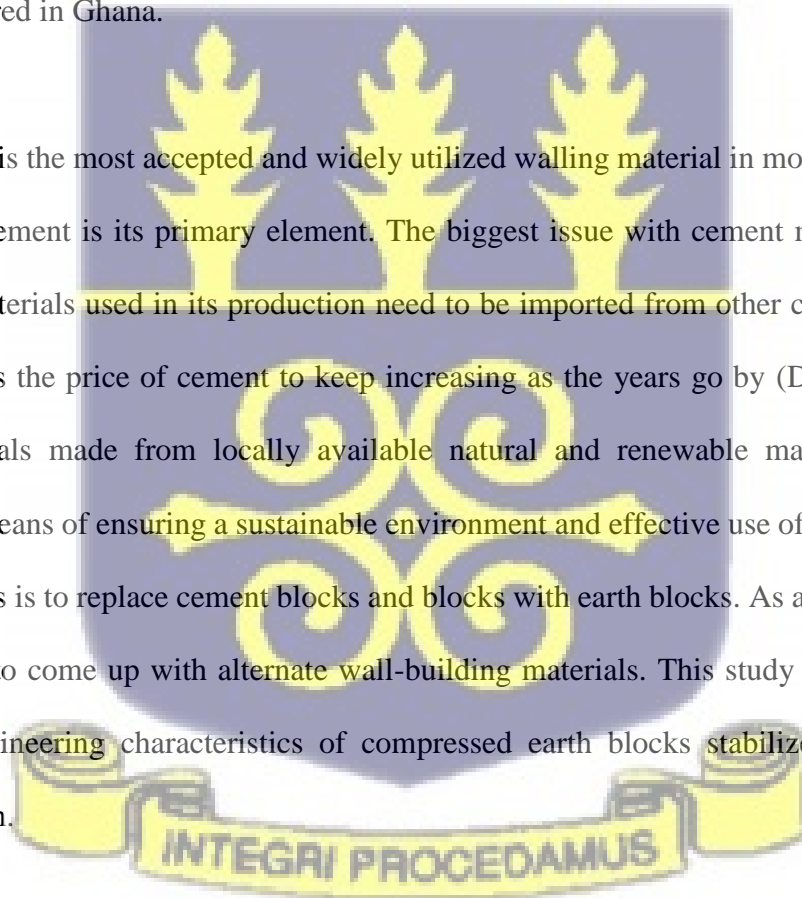 red in Ghana.
is the most accepted and widely utilized walling material in mo
ement is its primary element. The biggest issue with cement
terials used in its production need to be imported from other c
s the price of cement to keep increasing as the years go by (D
als made from locally available natural and renewable ma
eans of ensuring a sustainable environment and effective use of
s is to replace cement blocks and blocks with earth blocks. As a
to come up with alternate wall-building materials. This study
ineering characteristics of compressed earth blocks stabilize
INTEGRI PROCEDAMUS